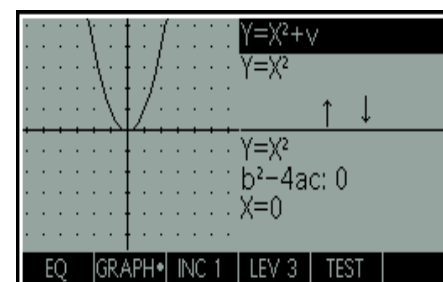 Y=X²+v
Y=X²
↑ ↓
Y=X²
b²-4ac: 0
X=0
EQ GRAPH• INC 1 LEV 3 TEST